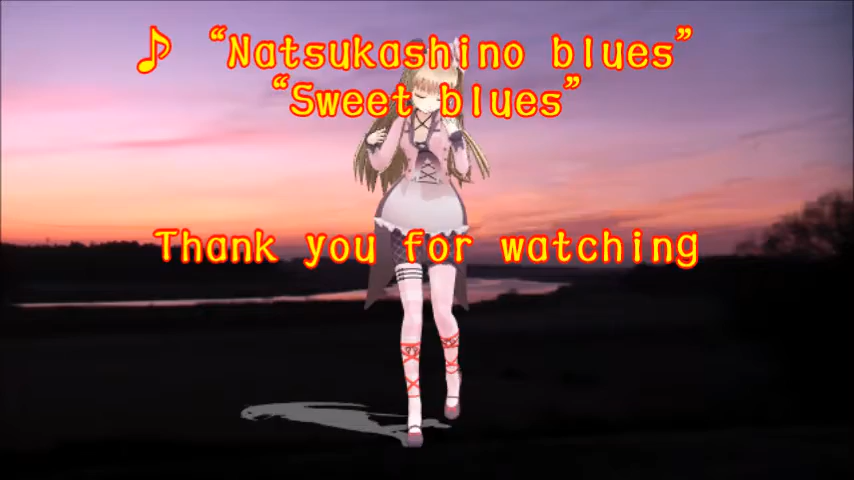 ♪ “Natsukashino blues”
“Sweet blues”
Thank you for watching